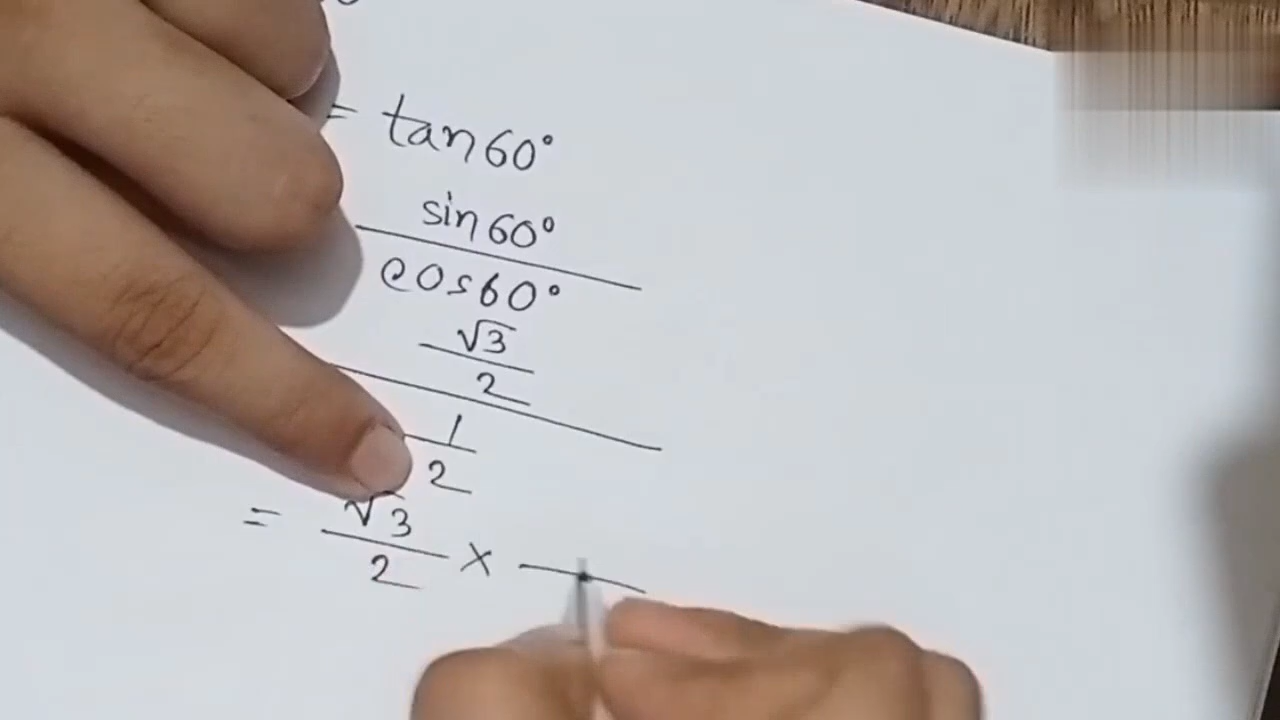 = tan60°
sin60°
cos60°
√3
2
1
2
= √3/2 ×